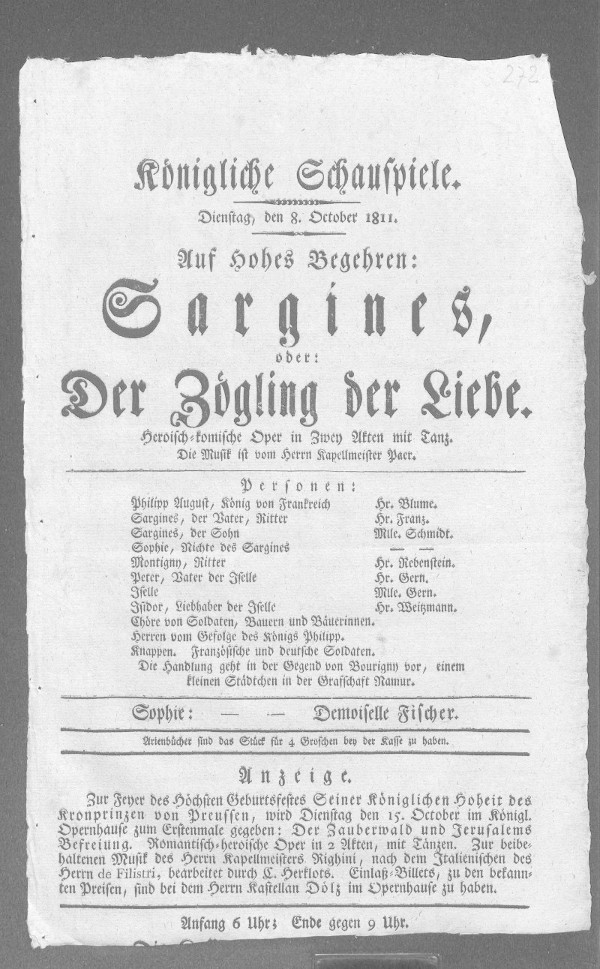 272
Königliche Schauspiele.
Dienstag, den 8. October 1811.
Auf Hohes Begehren:
Sargines,
oder:
Der Zögling der Liebe.
Heroisch-komische Oper in Zwey Akten mit Tanz.
Die Musik ist vom Herrn Kapellmeister Paer.
Personen:
Philipp August, König von Frankreich Hr. Blume.
Sargines, der Vater, Ritter Hr. Franz.
Sargines, der Sohn Mlle. Schmidt.
Sophie, Nichte des Sargines — —
Montigny, Ritter Hr. Rebenstein.
Peter, Vater der Iselle Hr. Gern.
Iselle Mlle. Gern.
Isidor, Liebhaber der Iselle Hr. Weitzmann.
Chöre von Soldaten, Bauern und Bäuerinnen.
Herren vom Gefolge des Königs Philipp.
Knappen. Französische und deutsche Soldaten.
Die Handlung geht in der Gegend von Bourigny vor, einem
kleinen Städtchen in der Grafschaft Namur.
Sophie: — — Demoiselle Fischer.
Arienbücher sind das Stück für 4 Groschen bey der Kasse zu haben.
Anzeige.
Zur Feyer des Höchsten Geburtsfestes Seiner Königlichen Hoheit des
Kronprinzen von Preussen, wird Dienstag den 15. October im Königl.
Opernhause zum Erstenmale gegeben: Der Zauberwald und Jerusalems
Befreiung. Romantisch-heroische Oper in 2 Akten, mit Tänzen. Zur beibe-
haltenen Musik des Herrn Kapellmeisters Righini, nach dem Italienischen des
Herrn de Filistri, bearbeitet durch C. Herklots. Einlaß-Billets, zu den bekann-
ten Preisen, sind bei dem Herrn Kastellan Dölz im Opernhause zu haben.
Anfang 6 Uhr; Ende gegen 9 Uhr.